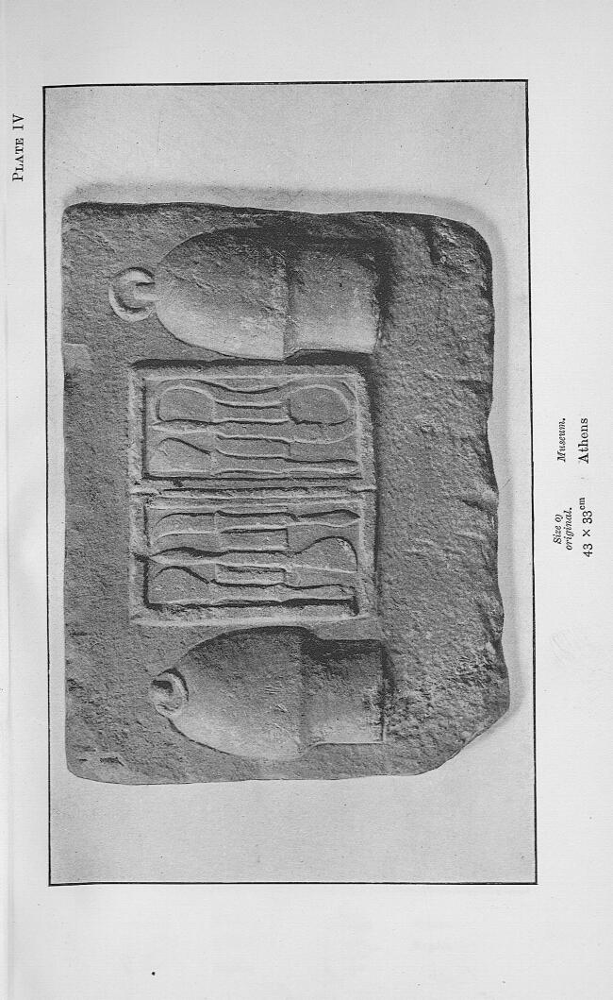 PLATE IV
Size of
original.
Museum.
43 × 33cm
Athens